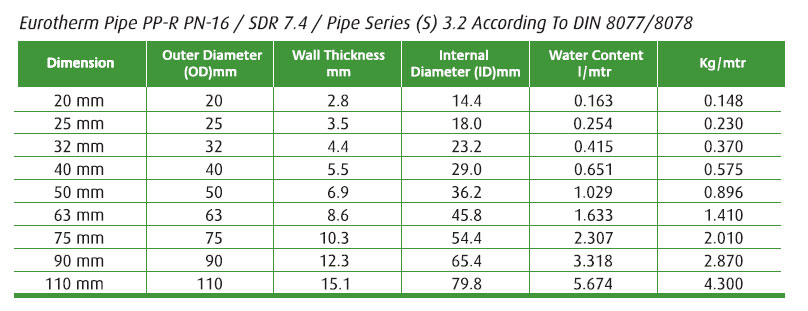 Eurotherm Pipe PP-R PN-16 / SDR 7.4 / Pipe Series (S) 3.2 According To DIN 8077/8078
Dimension Outer Diameter (OD)mm Wall Thickness mm Internal Diameter (ID)mm Water Content l/mtr Kg/mtr
20 mm 20 2.8 14.4 0.163 0.148
25 mm 25 3.5 18.0 0.254 0.230
32 mm 32 4.4 23.2 0.415 0.370
40 mm 40 5.5 29.0 0.651 0.575
50 mm 50 6.9 36.2 1.029 0.896
63 mm 63 8.6 45.8 1.633 1.410
75 mm 75 10.3 54.4 2.307 2.010
90 mm 90 12.3 65.4 3.318 2.870
110 mm 110 15.1 79.8 5.674 4.300